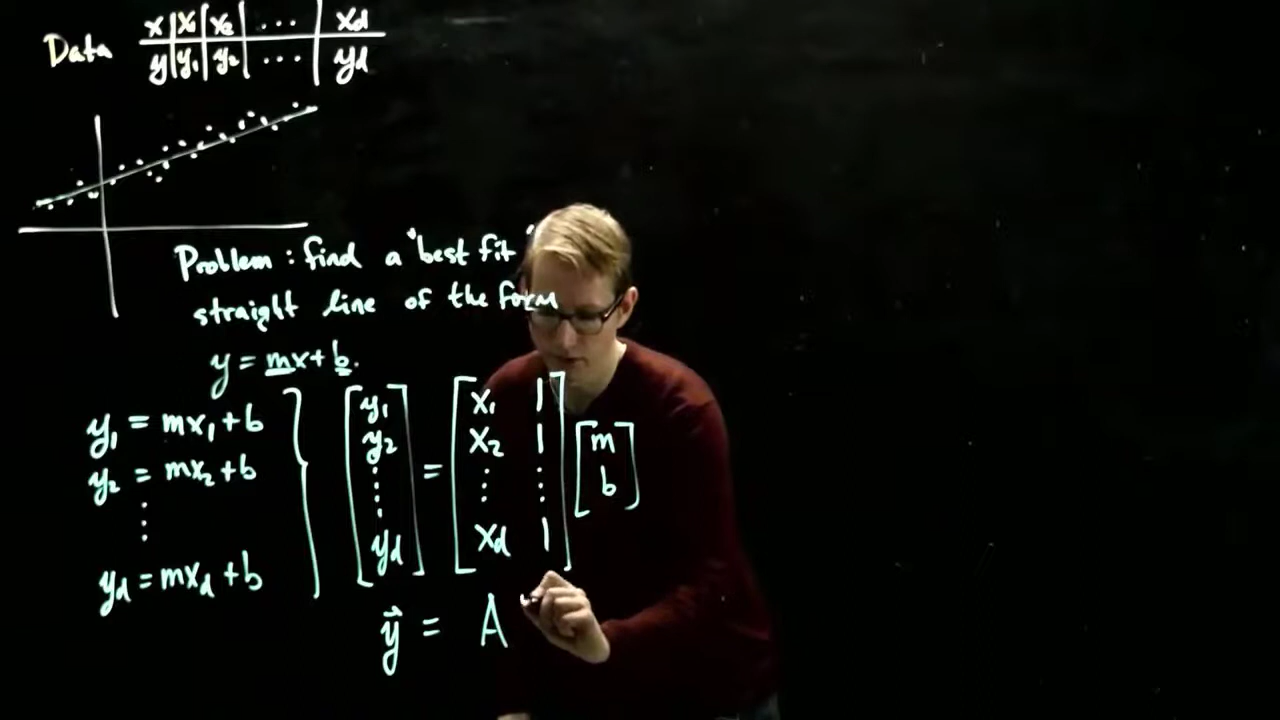 Data x x₁ x₂ ... x_d
y y₁ y₂ ... y_d
Problem: find a "best fit"
straight line of the form
y = mx+b.
y₁ = mx₁+b
y₂ = mx₂+b
⋮
y_d = mx_d+b
[y₁ y₂ ⋮ y_d] = [x₁ 1 x₂ 1 ⋮ ⋮ x_d 1] [m b]
y⃗ = A